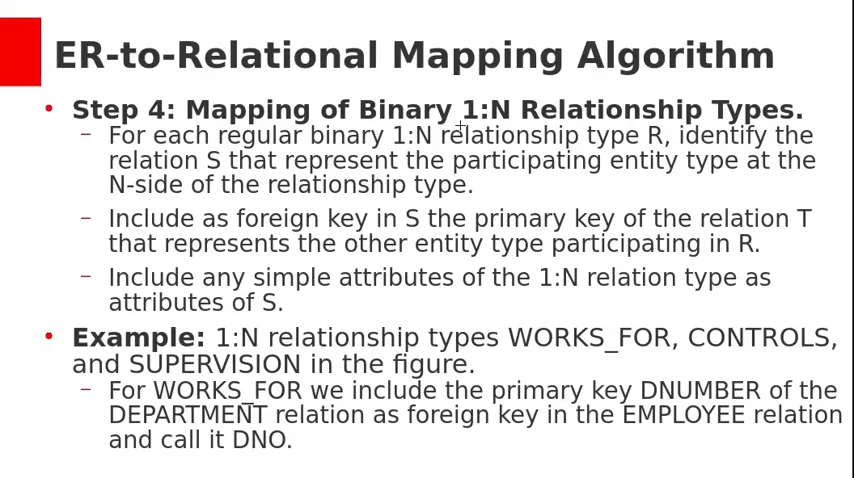 ER-to-Relational Mapping Algorithm
• Step 4: Mapping of Binary 1:N Relationship Types.
– For each regular binary 1:N relationship type R, identify the
relation S that represent the participating entity type at the
N-side of the relationship type.
– Include as foreign key in S the primary key of the relation T
that represents the other entity type participating in R.
– Include any simple attributes of the 1:N relation type as
attributes of S.
• Example: 1:N relationship types WORKS_FOR, CONTROLS,
and SUPERVISION in the figure.
– For WORKS_FOR we include the primary key DNUMBER of the
DEPARTMENT relation as foreign key in the EMPLOYEE relation
and call it DNO.